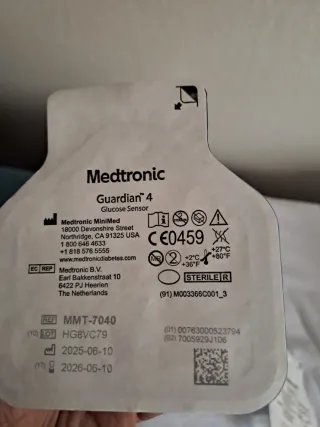 Medtronic
Guardian™ 4
Glucose Sensor
Medtronic MiniMed
18000 Devonshire Street
Northridge, CA 91325 USA
1 800 646 4633
+1 818 576 5555
www.medtronicdiabetes.com
CE0459
+27°C
+80°F
+2°C
+36°F
EC REP Medtronic B.V.
Earl Bakkenstraat 10
6422 PJ Heerlen
The Netherlands
STERILE R
(91) M003366C001_3
REF MMT-7040
(10) LOT HG8VC79
2025-06-10
(17) 2026-06-10
(01) 00763000523794
7005929J106